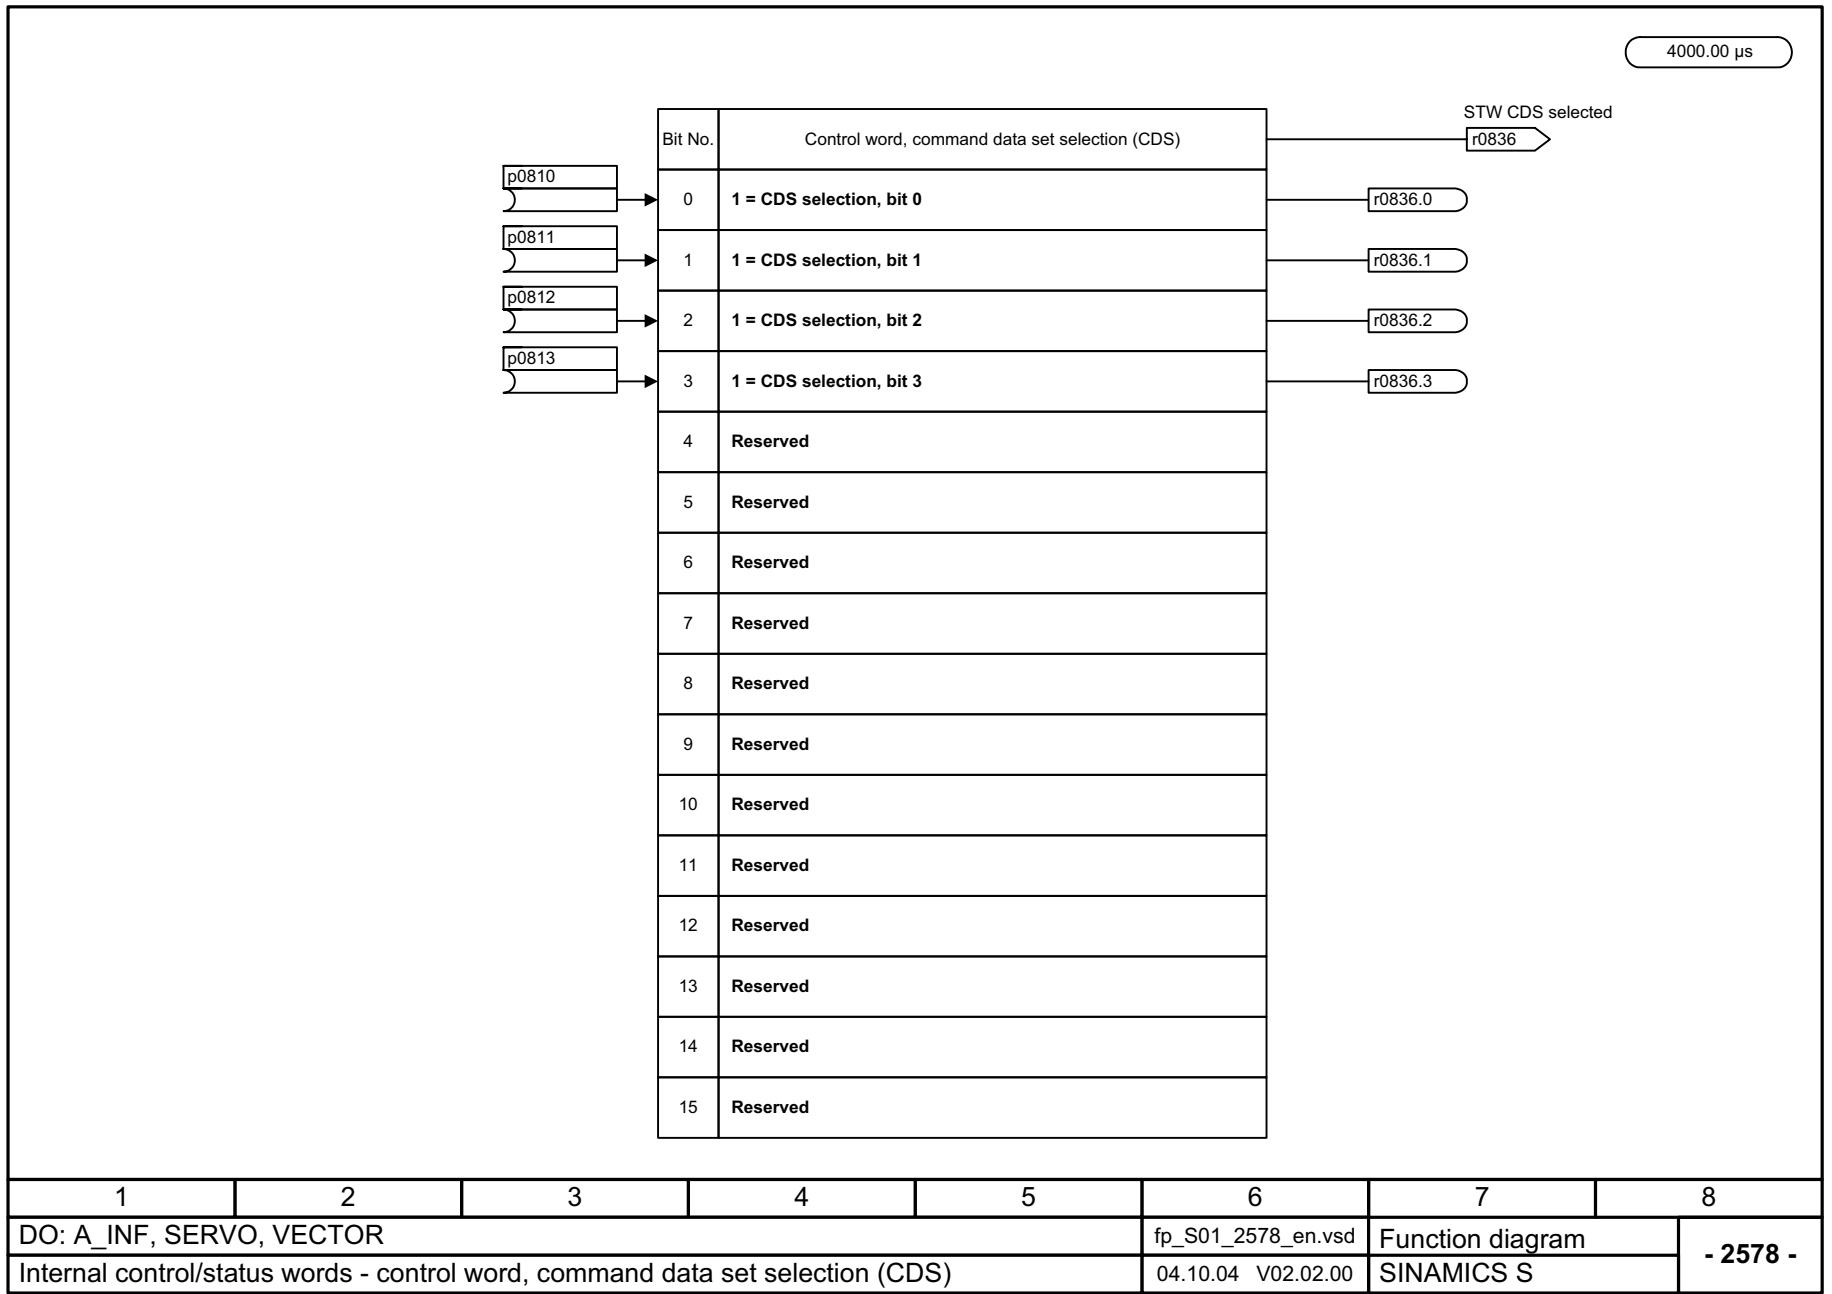 4000.00 µs
STW CDS selected
Bit No. Control word, command data set selection (CDS) r0836
p0810
0 1 = CDS selection, bit 0 r0836.0
p0811
1 1 = CDS selection, bit 1 r0836.1
p0812
2 1 = CDS selection, bit 2 r0836.2
p0813
3 1 = CDS selection, bit 3 r0836.3
4 Reserved
5 Reserved
6 Reserved
7 Reserved
8 Reserved
9 Reserved
10 Reserved
11 Reserved
12 Reserved
13 Reserved
14 Reserved
15 Reserved
1 2 3 4 5 6 7 8
DO: A_INF, SERVO, VECTOR fp_S01_2578_en.vsd Function diagram
- 2578 -
Internal control/status words - control word, command data set selection (CDS) 04.10.04 V02.02.00 SINAMICS S